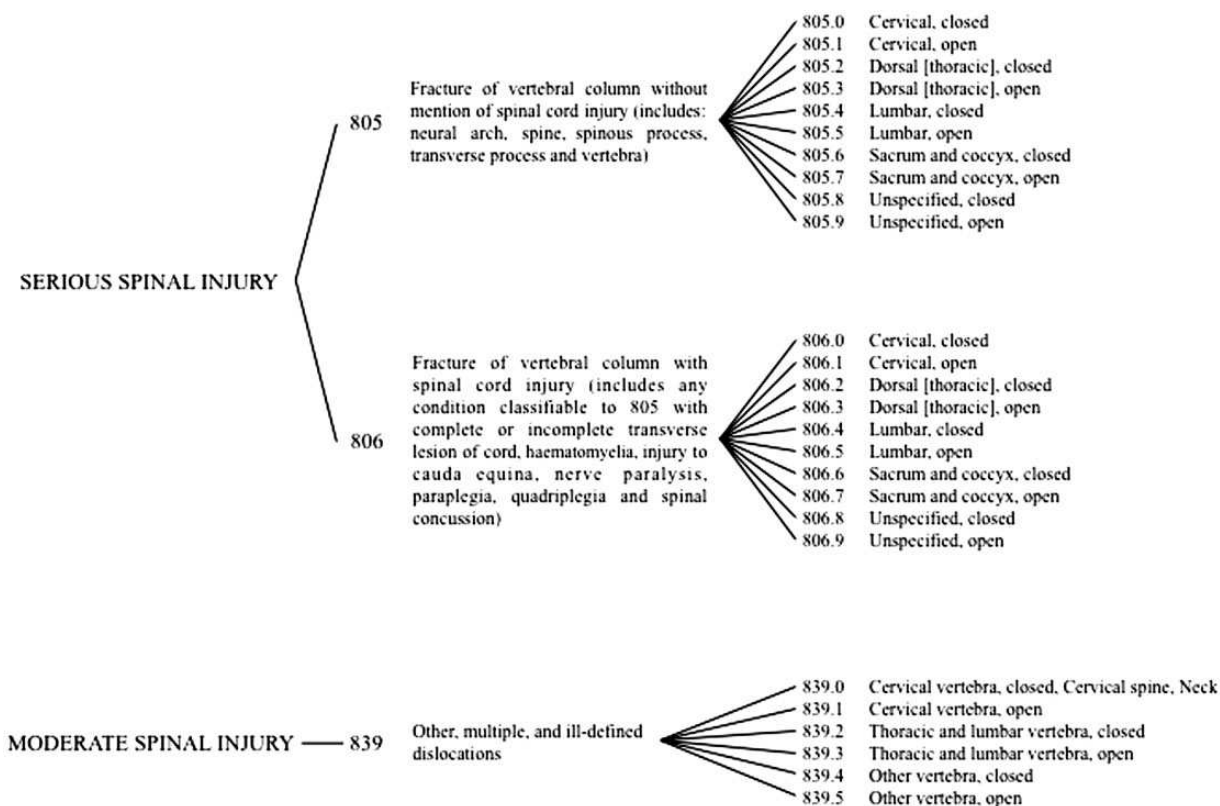 805.0 Cervical, closed
805.1 Cervical, open
805.2 Dorsal [thoracic], closed
805.3 Dorsal [thoracic], open
805.4 Lumbar, closed
805.5 Lumbar, open
805.6 Sacrum and coccyx, closed
805.7 Sacrum and coccyx, open
805.8 Unspecified, closed
805.9 Unspecified, open
805
Fracture of vertebral column without
mention of spinal cord injury (includes:
neural arch, spine, spinous process,
transverse process and vertebra)
SERIOUS SPINAL INJURY
806
Fracture of vertebral column with
spinal cord injury (includes any
condition classifiable to 805 with
complete or incomplete transverse
lesion of cord, haematomyelia, injury to
cauda equina, nerve paralysis,
paraplegia, quadriplegia and spinal
concussion)
806.0 Cervical, closed
806.1 Cervical, open
806.2 Dorsal [thoracic], closed
806.3 Dorsal [thoracic], open
806.4 Lumbar, closed
806.5 Lumbar, open
806.6 Sacrum and coccyx, closed
806.7 Sacrum and coccyx, open
806.8 Unspecified, closed
806.9 Unspecified, open
MODERATE SPINAL INJURY
839
Other, multiple, and ill-defined
dislocations
839.0 Cervical vertebra, closed, Cervical spine, Neck
839.1 Cervical vertebra, open
839.2 Thoracic and lumbar vertebra, closed
839.3 Thoracic and lumbar vertebra, open
839.4 Other vertebra, closed
839.5 Other vertebra, open